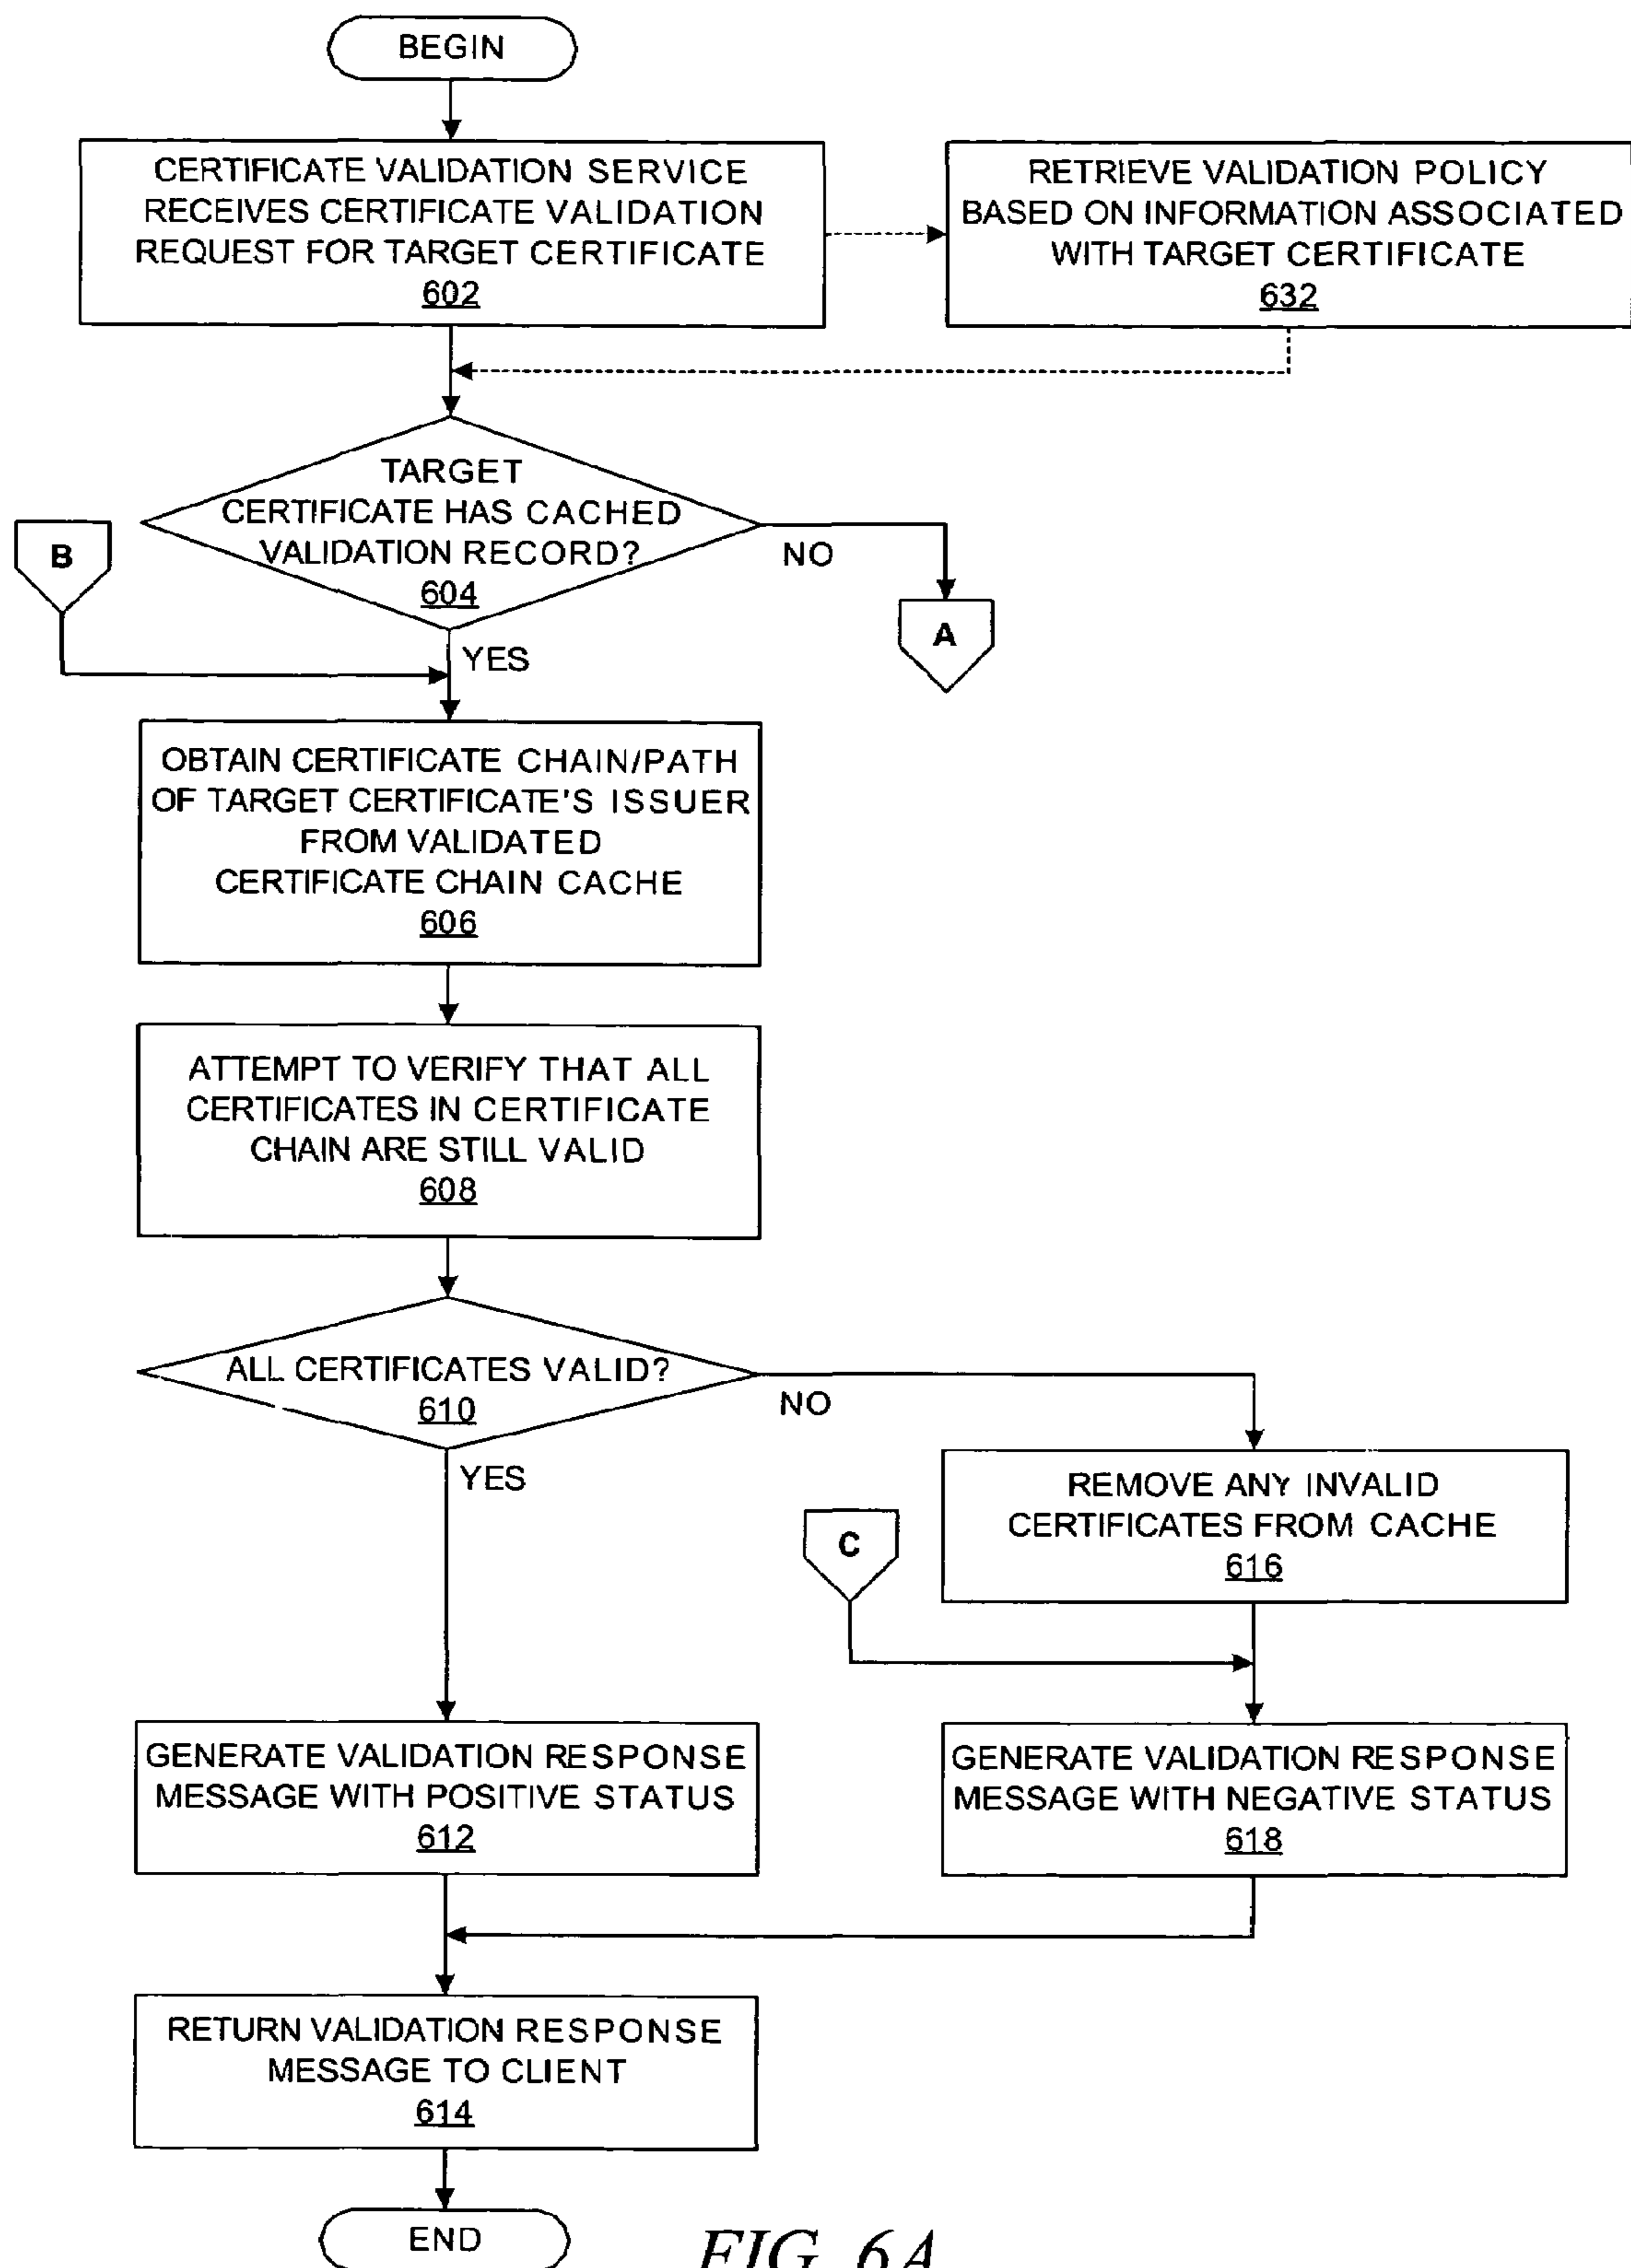 BEGIN
CERTIFICATE VALIDATION SERVICE
RECEIVES CERTIFICATE VALIDATION
REQUEST FOR TARGET CERTIFICATE
602
RETRIEVE VALIDATION POLICY
BASED ON INFORMATION ASSOCIATED
WITH TARGET CERTIFICATE
632
TARGET
CERTIFICATE HAS CACHED
VALIDATION RECORD?
604
NO
A
B
YES
OBTAIN CERTIFICATE CHAIN/PATH
OF TARGET CERTIFICATE'S ISSUER
FROM VALIDATED
CERTIFICATE CHAIN CACHE
606
ATTEMPT TO VERIFY THAT ALL
CERTIFICATES IN CERTIFICATE
CHAIN ARE STILL VALID
608
ALL CERTIFICATES VALID?
610
NO
YES
REMOVE ANY INVALID
CERTIFICATES FROM CACHE
616
C
GENERATE VALIDATION RESPONSE
MESSAGE WITH POSITIVE STATUS
612
GENERATE VALIDATION RESPONSE
MESSAGE WITH NEGATIVE STATUS
618
RETURN VALIDATION RESPONSE
MESSAGE TO CLIENT
614
END
FIG. 6A